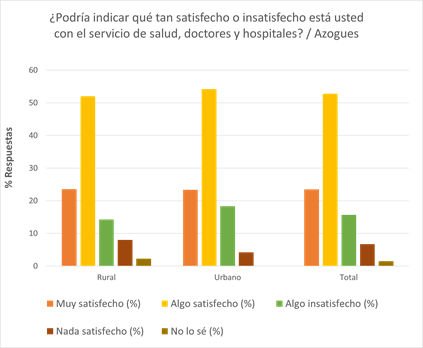 ¿Podría indicar qué tan satisfecho o insatisfecho está usted
con el servicio de salud, doctores y hospitales? / Azogues
% Respuestas
60
50
40
30
20
10
0
Rural Urbano Total
Muy satisfecho (%) Algo satisfecho (%) Algo insatisfecho (%)
Nada satisfecho (%) No lo sé (%)